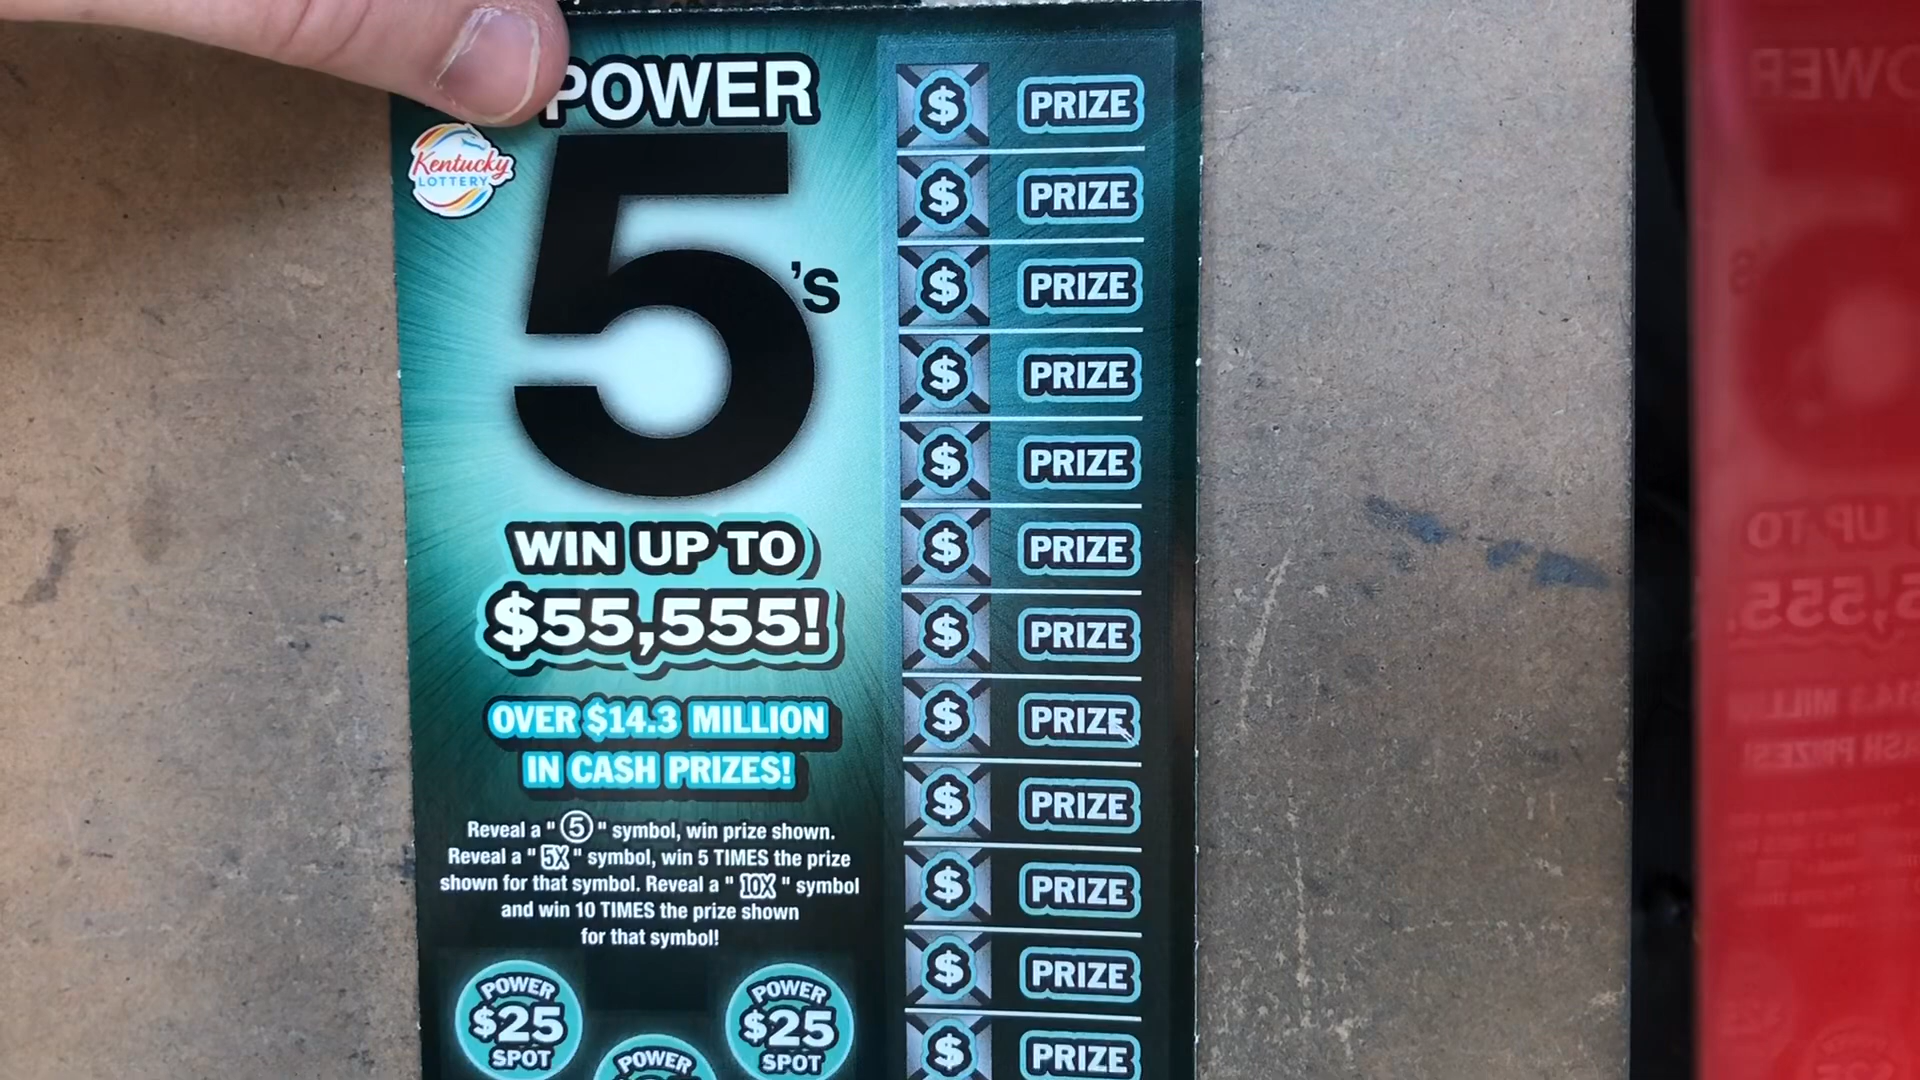 POWER
Kentucky
LOTTERY
5's
WIN UP TO
$55,555!
OVER $14.3 MILLION
IN CASH PRIZES!
Reveal a "⑤" symbol, win prize shown.
Reveal a "5X" symbol, win 5 TIMES the prize
shown for that symbol. Reveal a "10X" symbol
and win 10 TIMES the prize shown
for that symbol!
POWER
$25
SPOT
POWER
POWER
$25
SPOT
$ PRIZE
$ PRIZE
$ PRIZE
$ PRIZE
$ PRIZE
$ PRIZE
$ PRIZE
$ PRIZE
$ PRIZE
$ PRIZE
$ PRIZE
$ PRIZE
UP TO